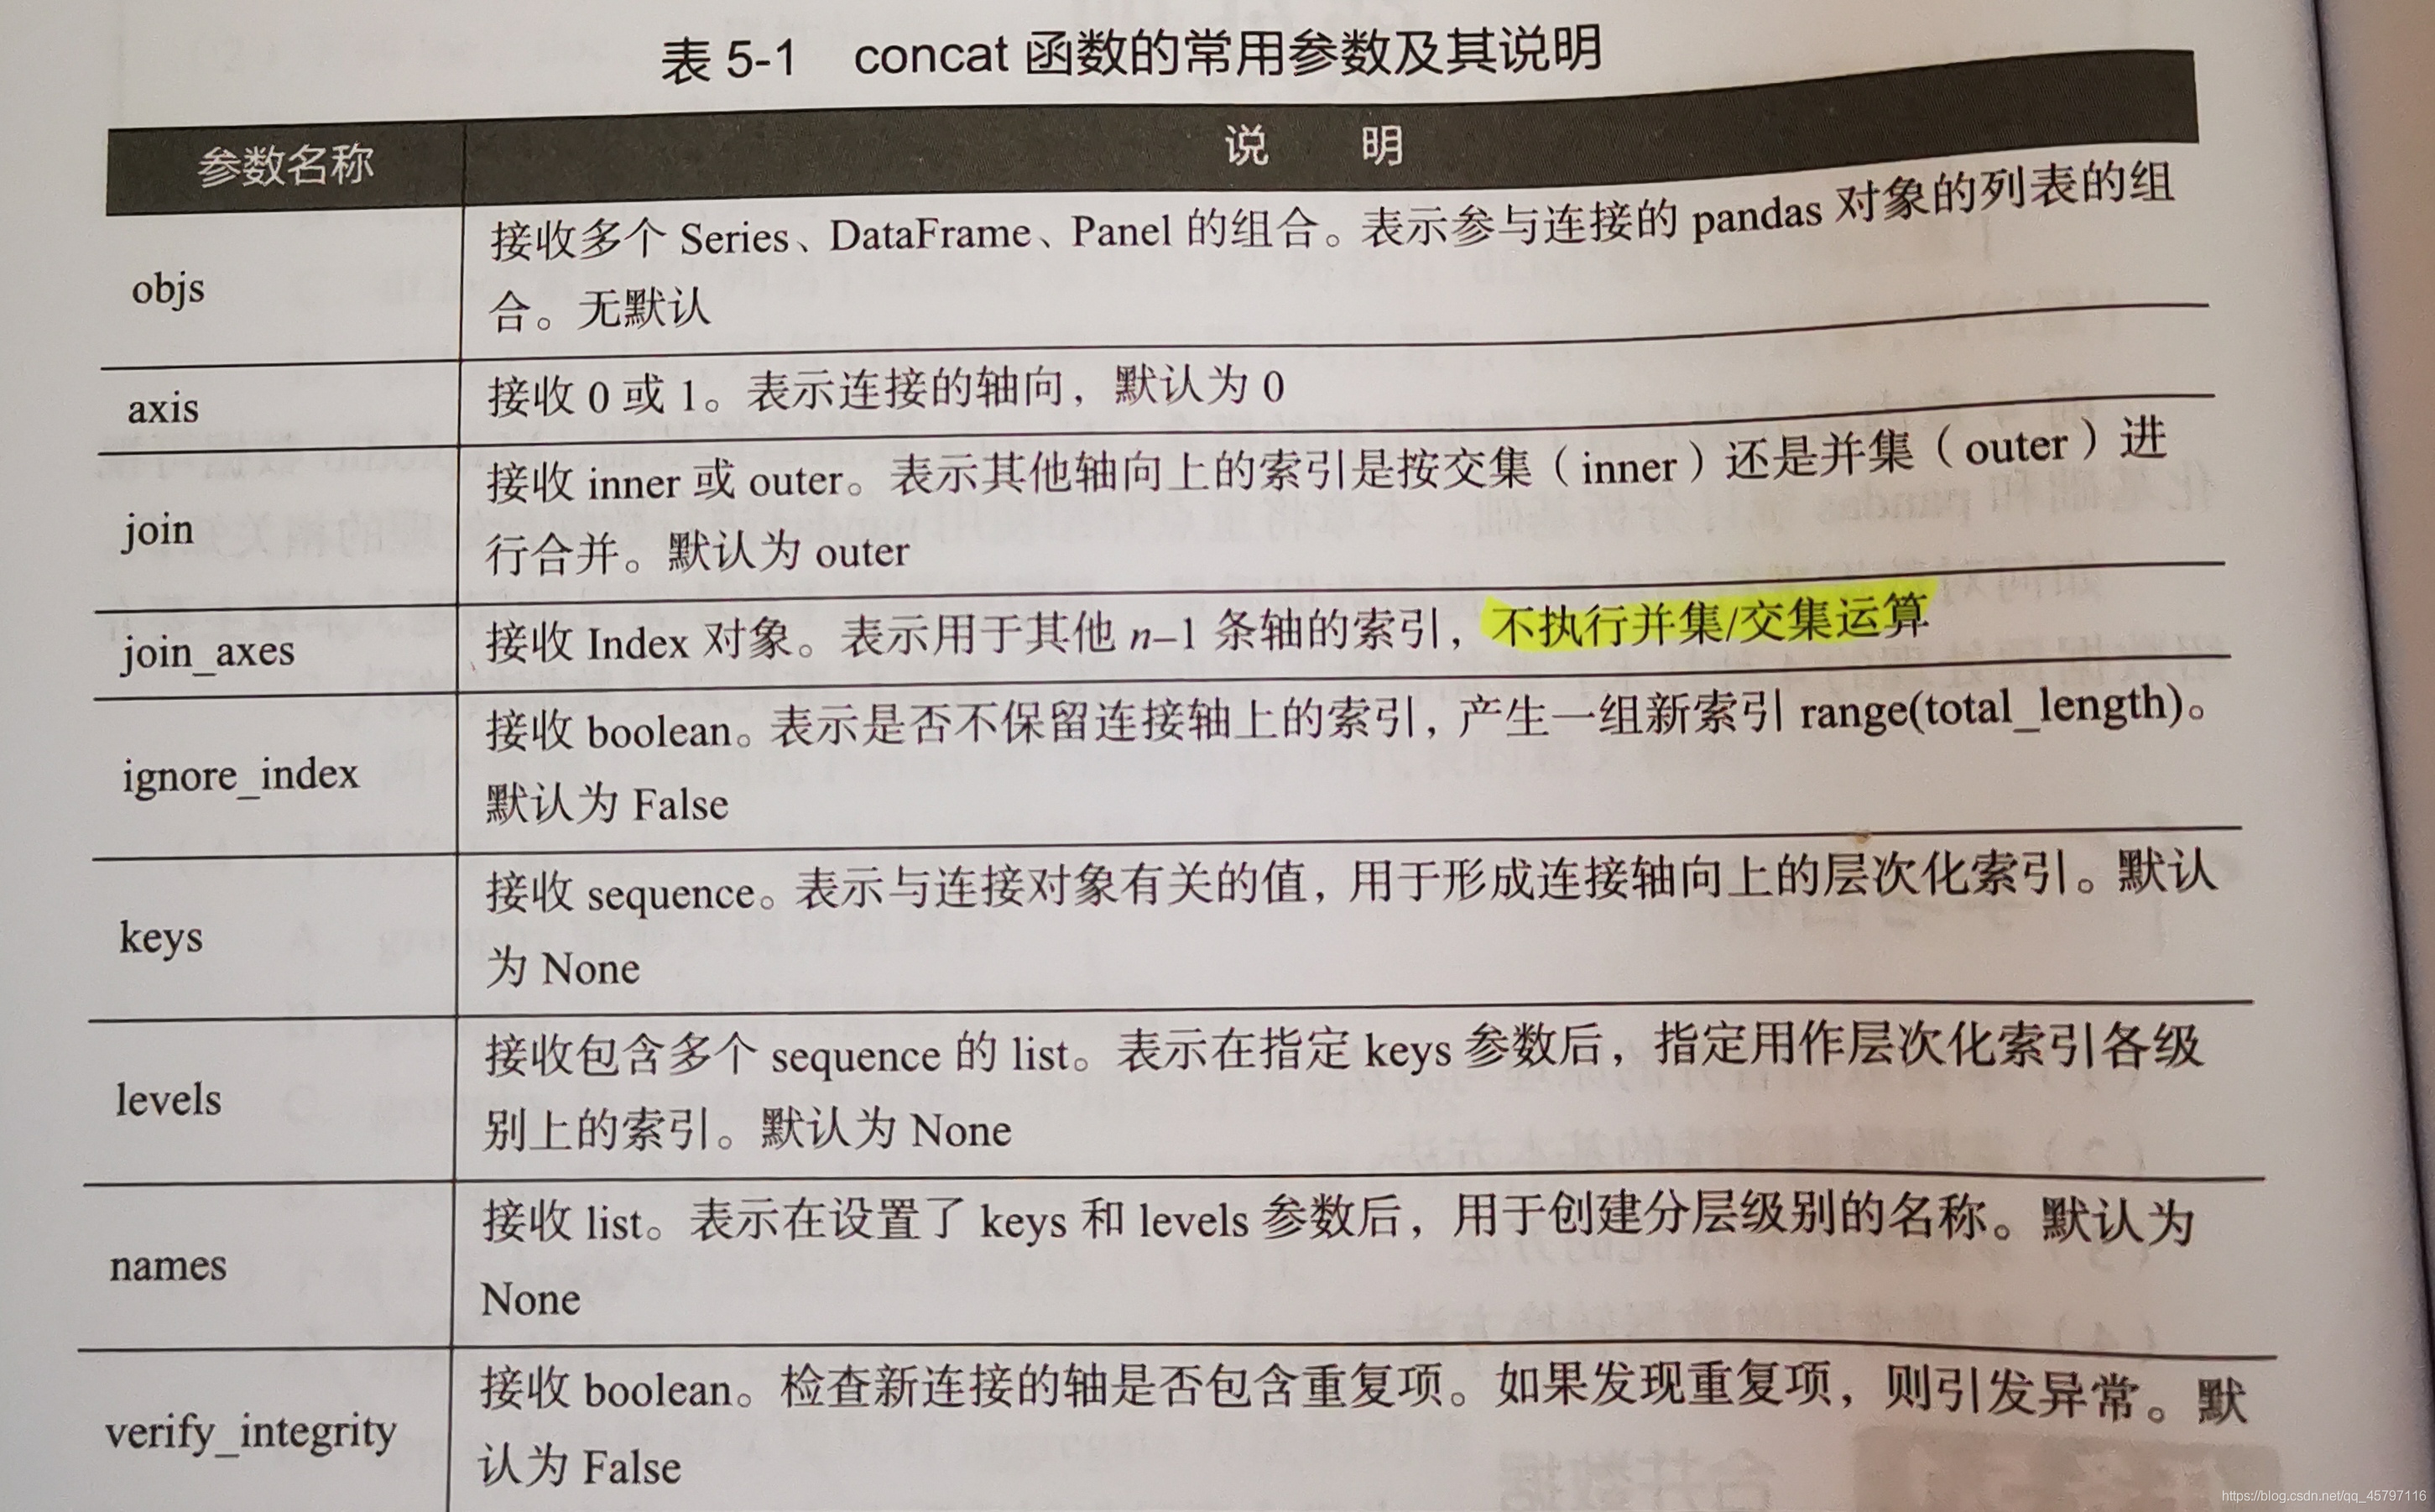 表 5-1 concat 函数的常用参数及其说明
参数名称 说 明
objs 接收多个 Series、DataFrame、Panel 的组合。表示参与连接的 pandas 对象的列表的组
合。无默认
axis 接收 0 或 1。表示连接的轴向，默认为 0
join 接收 inner 或 outer。表示其他轴向上的索引是按交集（inner）还是并集（outer）进
行合并。默认为 outer
join_axes 接收 Index 对象。表示用于其他 n–1 条轴的索引，不执行并集/交集运算
ignore_index 接收 boolean。表示是否不保留连接轴上的索引，产生一组新索引 range(total_length)。
默认为 False
keys 接收 sequence。表示与连接对象有关的值，用于形成连接轴向上的层次化索引。默认
为 None
levels 接收包含多个 sequence 的 list。表示在指定 keys 参数后，指定用作层次化索引各级
别上的索引。默认为 None
names 接收 list。表示在设置了 keys 和 levels 参数后，用于创建分层级别的名称。默认为
None
verify_integrity 接收 boolean。检查新连接的轴是否包含重复项。如果发现重复项，则引发异常。默
认为 False
https://blog.csdn.net/qq_45797116